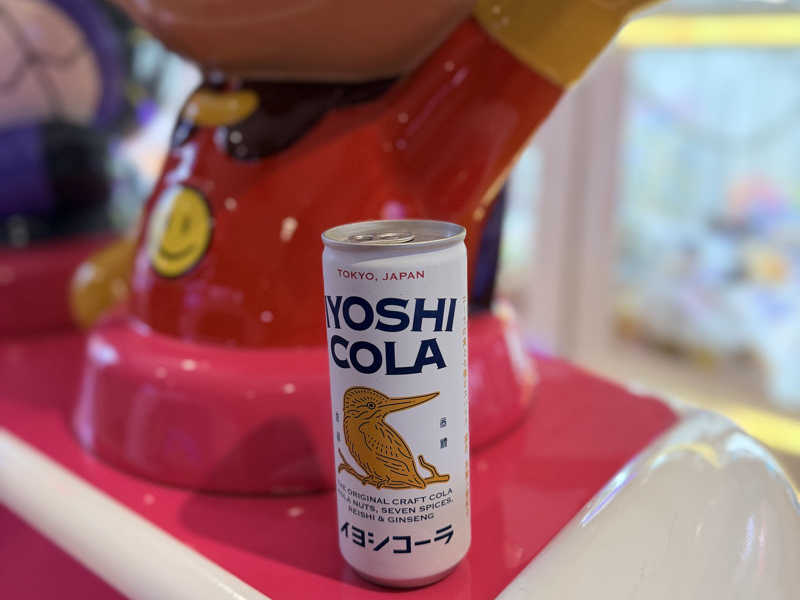 TOKYO, JAPAN
IYOSHI
COLA
THE ORIGINAL CRAFT COLA
KOLA NUTS, SEVEN SPICES,
REISHI & GINSENG
イヨシコーラ